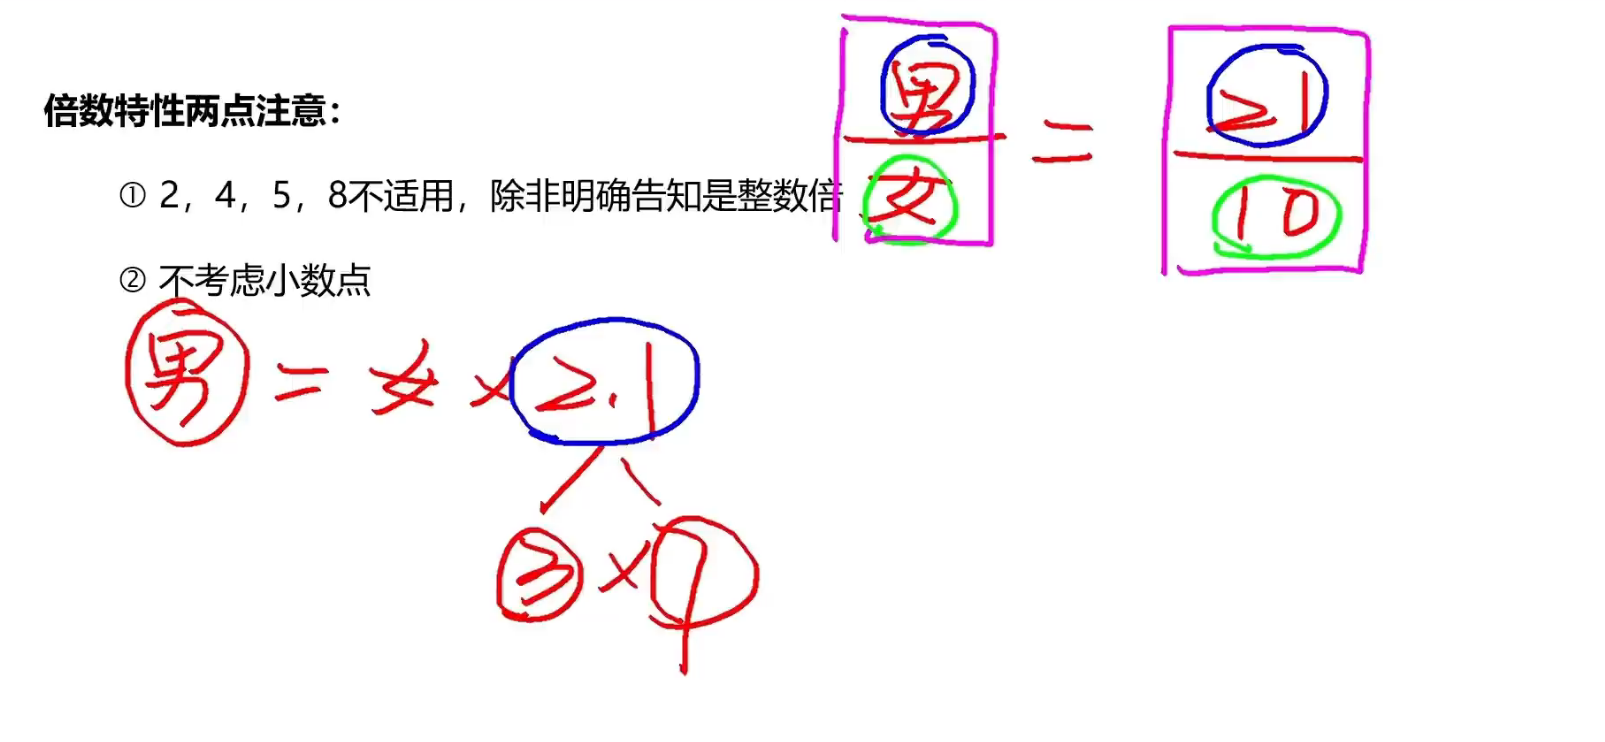 倍数特性两点注意：
① 2，4，5，8不适用，除非明确告知是整数倍
② 不考虑小数点
男
女
=
21
10
男 = 女 × 2.1
3 × 7